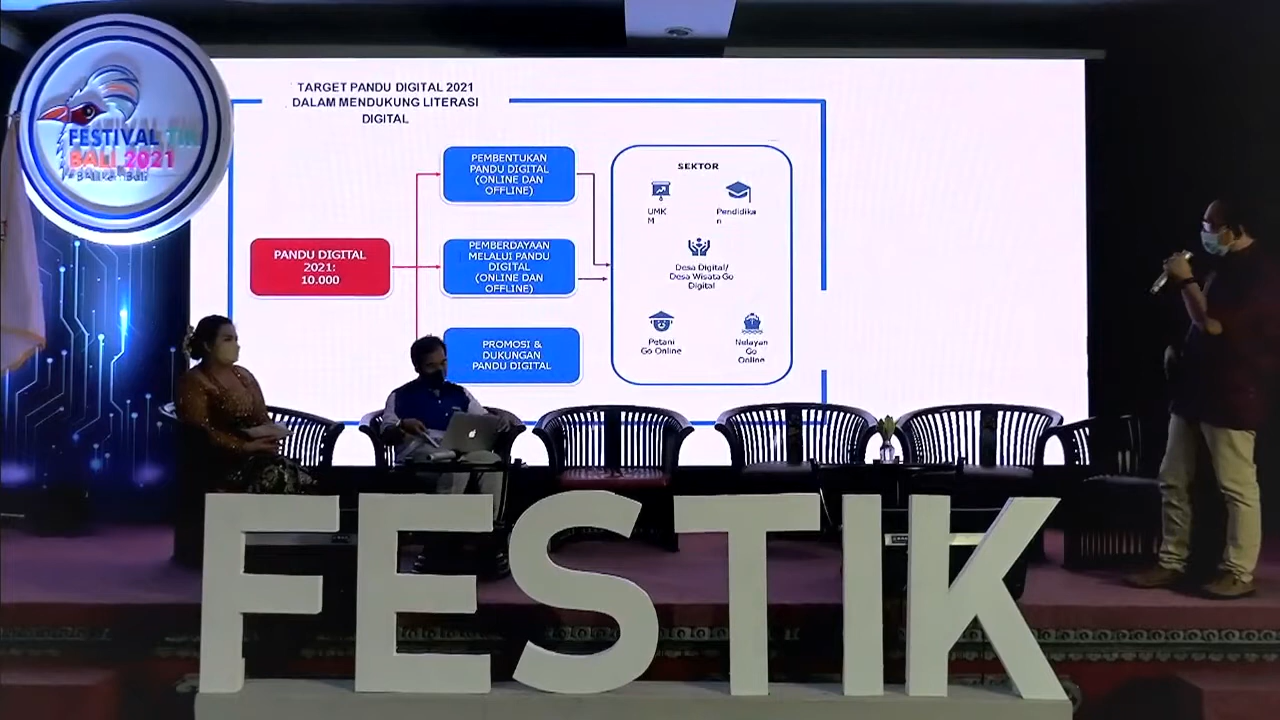 FESTIVAL TIK
BALI 2021
TARGET PANDU DIGITAL 2021
DALAM MENDUKUNG LITERASI
DIGITAL
PANDU DIGITAL
2021:
10.000
PEMBENTUKAN
PANDU DIGITAL
(ONLINE DAN
OFFLINE)
PEMBERDAYAAN
MELALUI PANDU
DIGITAL
(ONLINE DAN
OFFLINE)
PROMOSI &
DUKUNGAN
PANDU DIGITAL
SEKTOR
UMK
M
Pendidika
n
Desa Digital/
Desa Wisata Go
Digital
Petani
Go Online
Nelayan
Go
Online
FESTIK